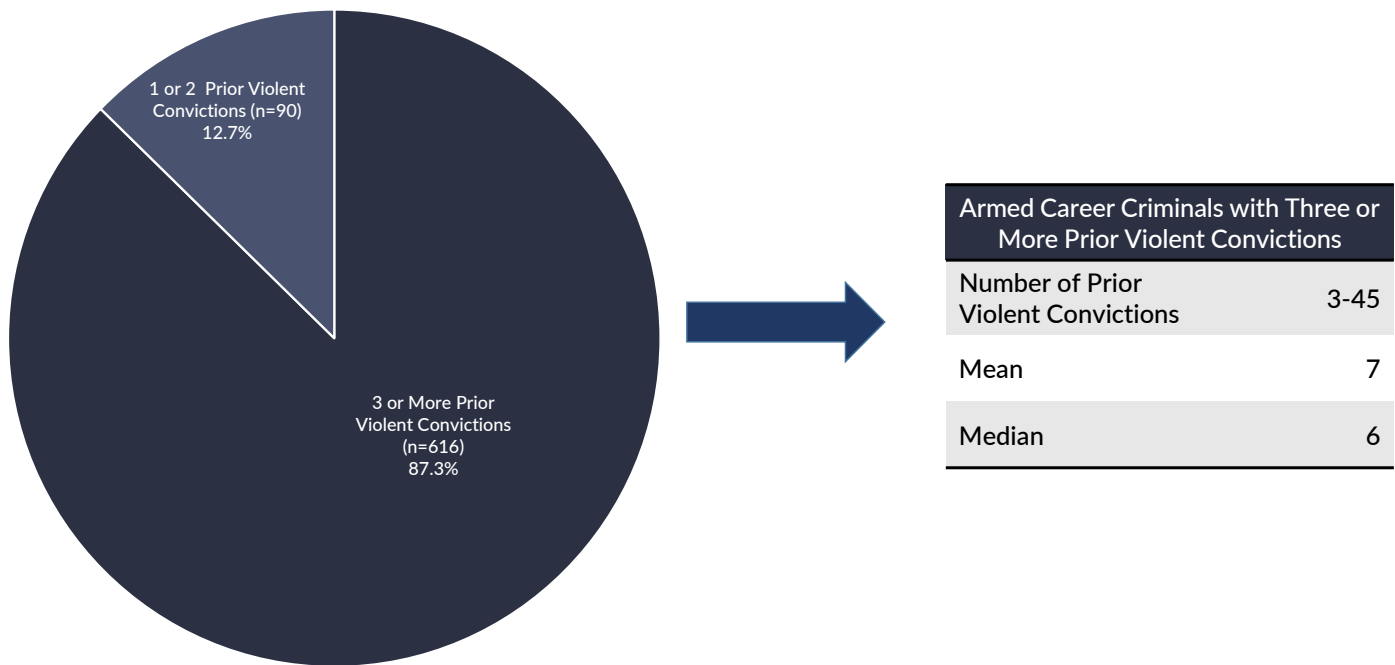 1 or 2  Prior Violent
Convictions (n=90)
12.7%
3 or More Prior
Violent Convictions
(n=616)
87.3%
Armed Career Criminals with Three or
More Prior Violent Convictions
Number of Prior
Violent Convictions
3-45
Mean 7
Median 6